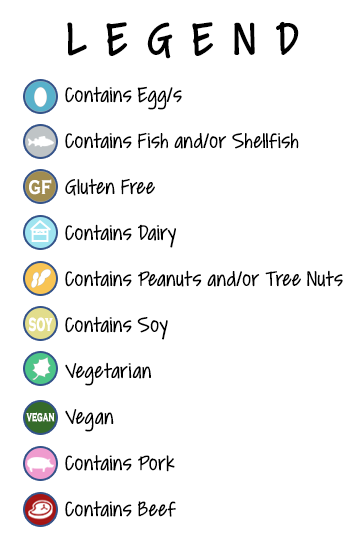 LEGEND
Contains Egg/s
Contains Fish and/or Shellfish
GF Gluten Free
Contains Dairy
Contains Peanuts and/or Tree Nuts
SOY Contains Soy
Vegetarian
VEGAN Vegan
Contains Pork
Contains Beef